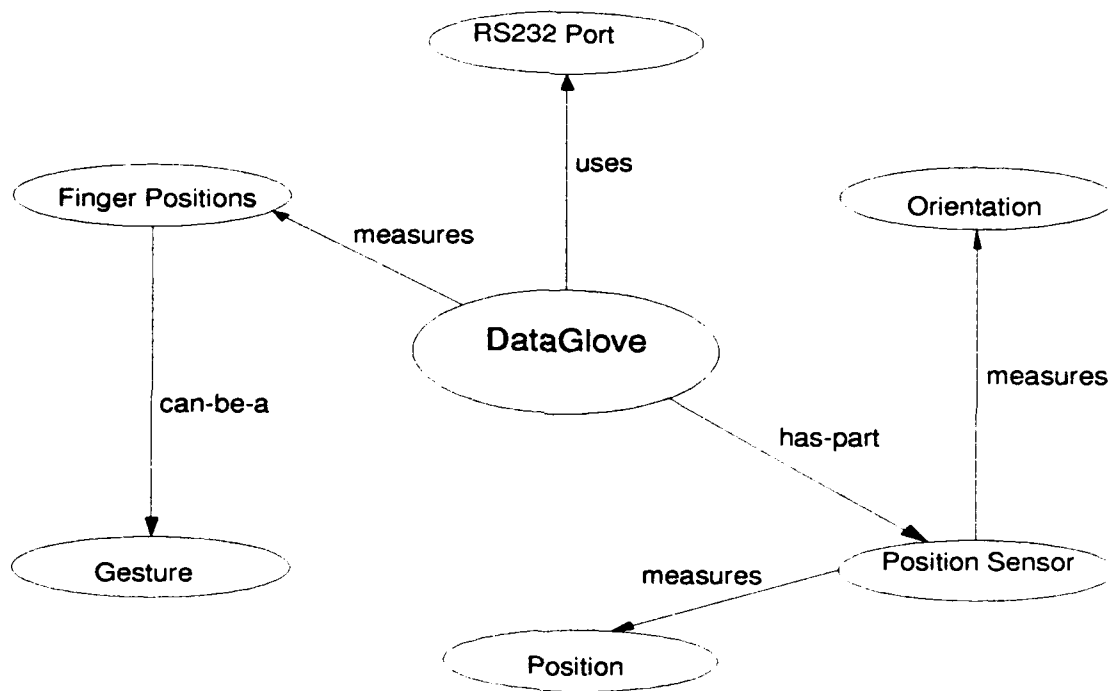 RS232 Port
uses
Finger Positions
Orientation
measures
DataGlove
measures
can-be-a
has-part
Position Sensor
Gesture
measures
Position